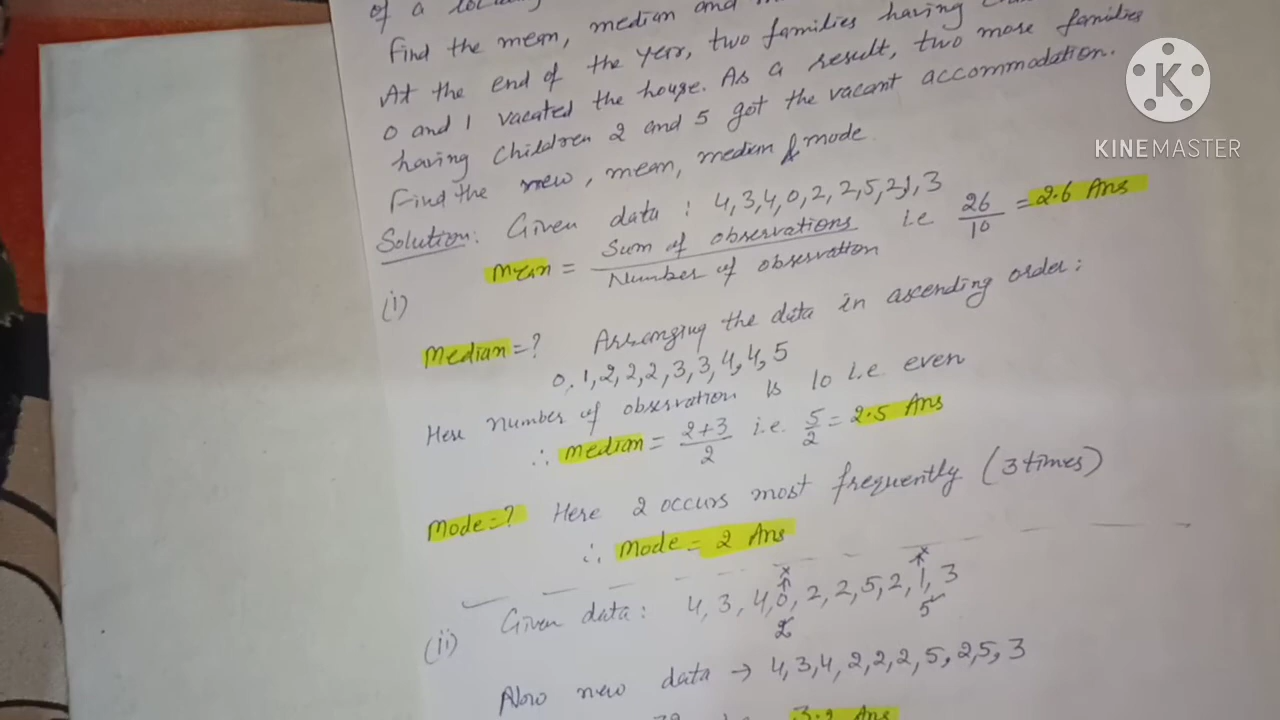 of a
Find the mean, median and
At the end of the year, two families having
0 and 1 vacated the house. As a result, two more families
having children 2 and 5 got the vacant accommodation.
Find the new, mean, median & mode
Solution: Given data : 4,3,4,0,2,2,5,2,1,3
(i) mean = Sum of observations / Number of observation i.e 26/10 = 2.6 Ans
Median=? Arranging the data in ascending order:
0,1,2,2,2,3,3,4,4,5
Here number of observation is 10 i.e even
∴ median = 2+3/2 i.e. 5/2 = 2.5 Ans
Mode=? Here 2 occurs most frequently (3 times)
∴ Mode = 2 Ans
(ii) Given data: 4,3,4,0,2,2,5,2,1,3
2 5
Now new data → 4,3,4,2,2,2,5,2,5,3
3.2 Ans
K
KINEMASTER